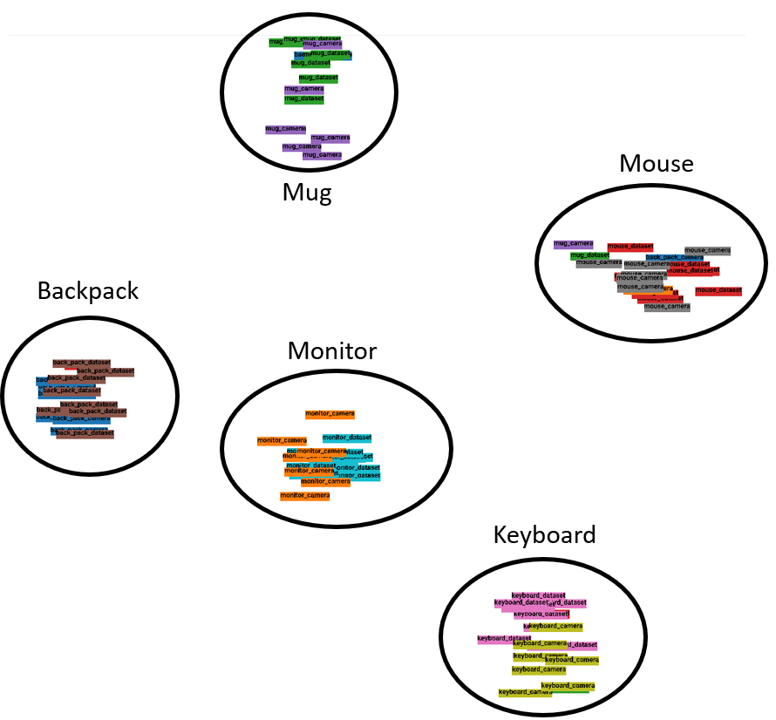 mug_dataset
mug_camera
mug_dataset
mug_dataset
mug_dataset
mug_camera
mug_dataset
mug_camera
mug_camera
mug_camera
mug_camera
Mug
Mouse
mug_camera
mouse_dataset
mouse_camera
mug_dataset
back_pack_camera
mouse_camera
mouse_camera
mouse_dataset
mouse_camera
mouse_camera
mouse_dataset
mouse_camera
Backpack
back_pack_dataset
back_pack_dataset
back_pack_dataset
back_pack_dataset
back_pack_dataset
back_pack_dataset
back_pack_camera
back_pack_dataset
Monitor
monitor_camera
monitor_camera
monitor_dataset
monitor_camera
monitor_dataset
monitor_dataset
monitor_camera
monitor_camera
monitor_camera
Keyboard
keyboard_dataset
keyboard_dataset
keyboard_dataset
keyboard_camera
keyboard_dataset
keyboard_camera
keyboard_camera
keyboard_camera
keyboard_camera
keyboard_camera